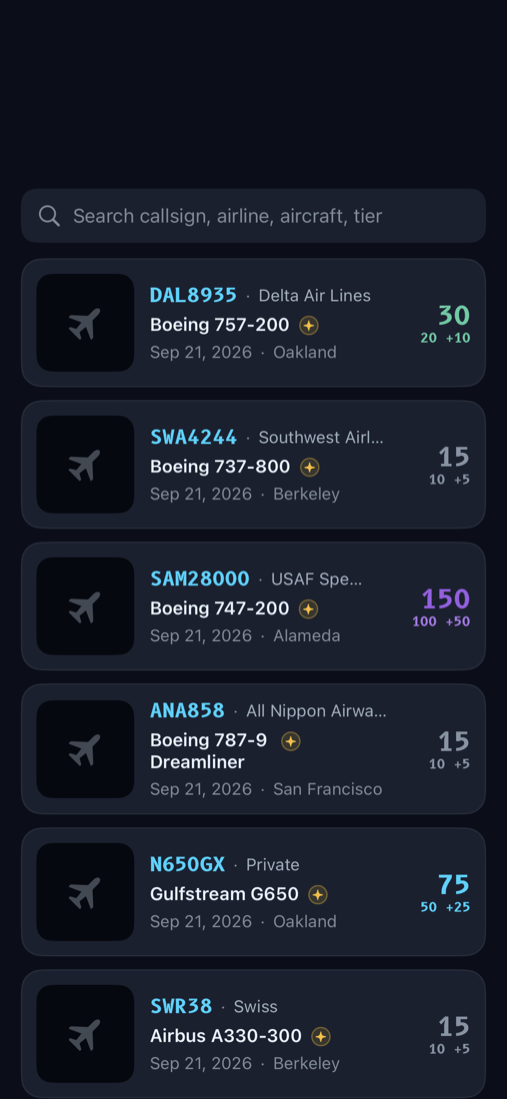 Search callsign, airline, aircraft, tier
DAL8935 · Delta Air Lines
Boeing 757-200
Sep 21, 2026 · Oakland
30
20 +10
SWA4244 · Southwest Airl...
Boeing 737-800
Sep 21, 2026 · Berkeley
15
10 +5
SAM28000 · USAF Spe...
Boeing 747-200
Sep 21, 2026 · Alameda
150
100 +50
ANA858 · All Nippon Airwa...
Boeing 787-9
Dreamliner
Sep 21, 2026 · San Francisco
15
10 +5
N650GX · Private
Gulfstream G650
Sep 21, 2026 · Oakland
75
50 +25
SWR38 · Swiss
Airbus A330-300
Sep 21, 2026 · Berkeley
15
10 +5